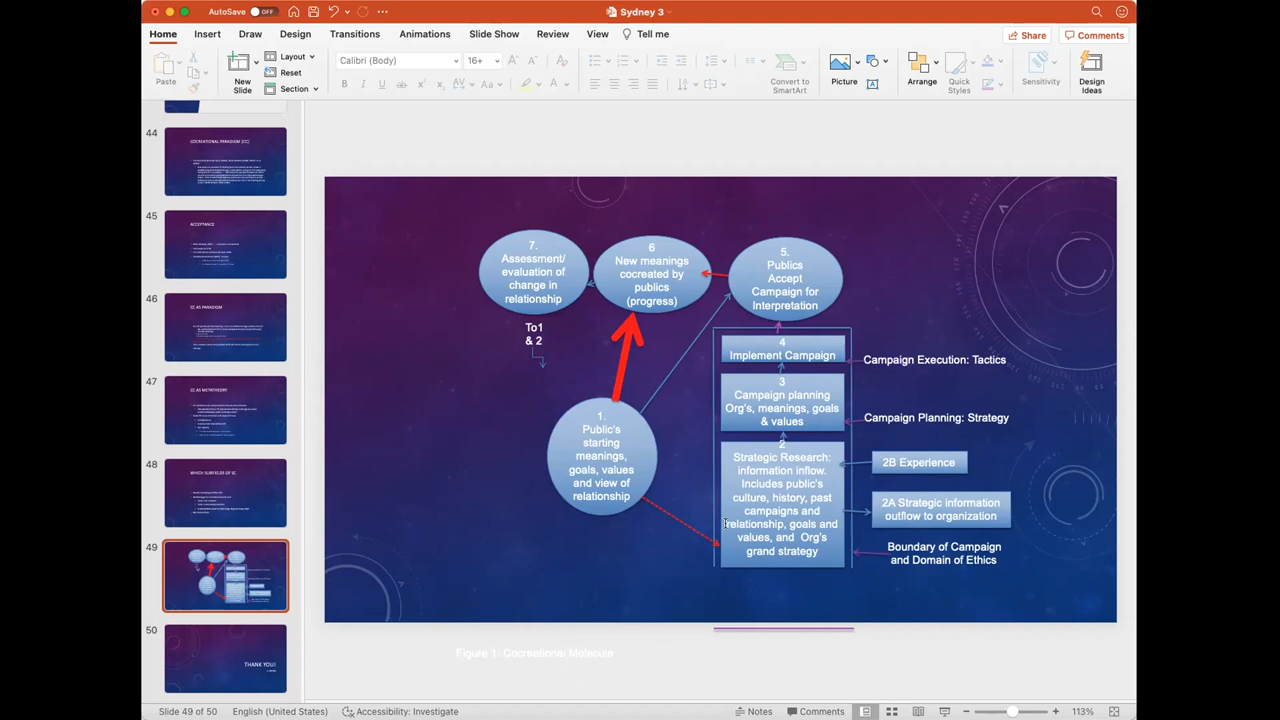 AutoSave OFF
Sydney 3
Home Insert Draw Design Transitions Animations Slide Show Review View Tell me
Share Comments
Paste
New
Slide
Layout
Reset
Section
Calibri (Body) 16+
Convert to
SmartArt
Picture
Arrange
Quick
Styles
Sensitivity
Design
Ideas
44
COCREATIONAL PARADIGM (CC)
45
ACCEPTANCE
46
CC AS PARADIGM
47
CC AS METATHEORY
48
WHICH SUBFIELDS OF SC
49
50
THANK YOU!
7.
Assessment/
evaluation of
change in
relationship
6
New meanings
cocreated by
publics
(progress)
5.
Publics
Accept
Campaign for
Interpretation
To1
& 2
4
Implement Campaign
Campaign Execution: Tactics
3
Campaign planning
Org's, meanings, goals
& values
Campaign Planning: Strategy
1.
Public's
starting
meanings,
goals, values
and view of
relationship
2
Strategic Research:
information inflow.
Includes public's
culture, history, past
campaigns and
relationship, goals and
values, and Org's
grand strategy
2B Experience
2A Strategic information
outflow to organization
Boundary of Campaign
and Domain of Ethics
Figure 1: Cocreational Molecule
Slide 49 of 50 English (United States) Accessibility: Investigate
Notes Comments 113%